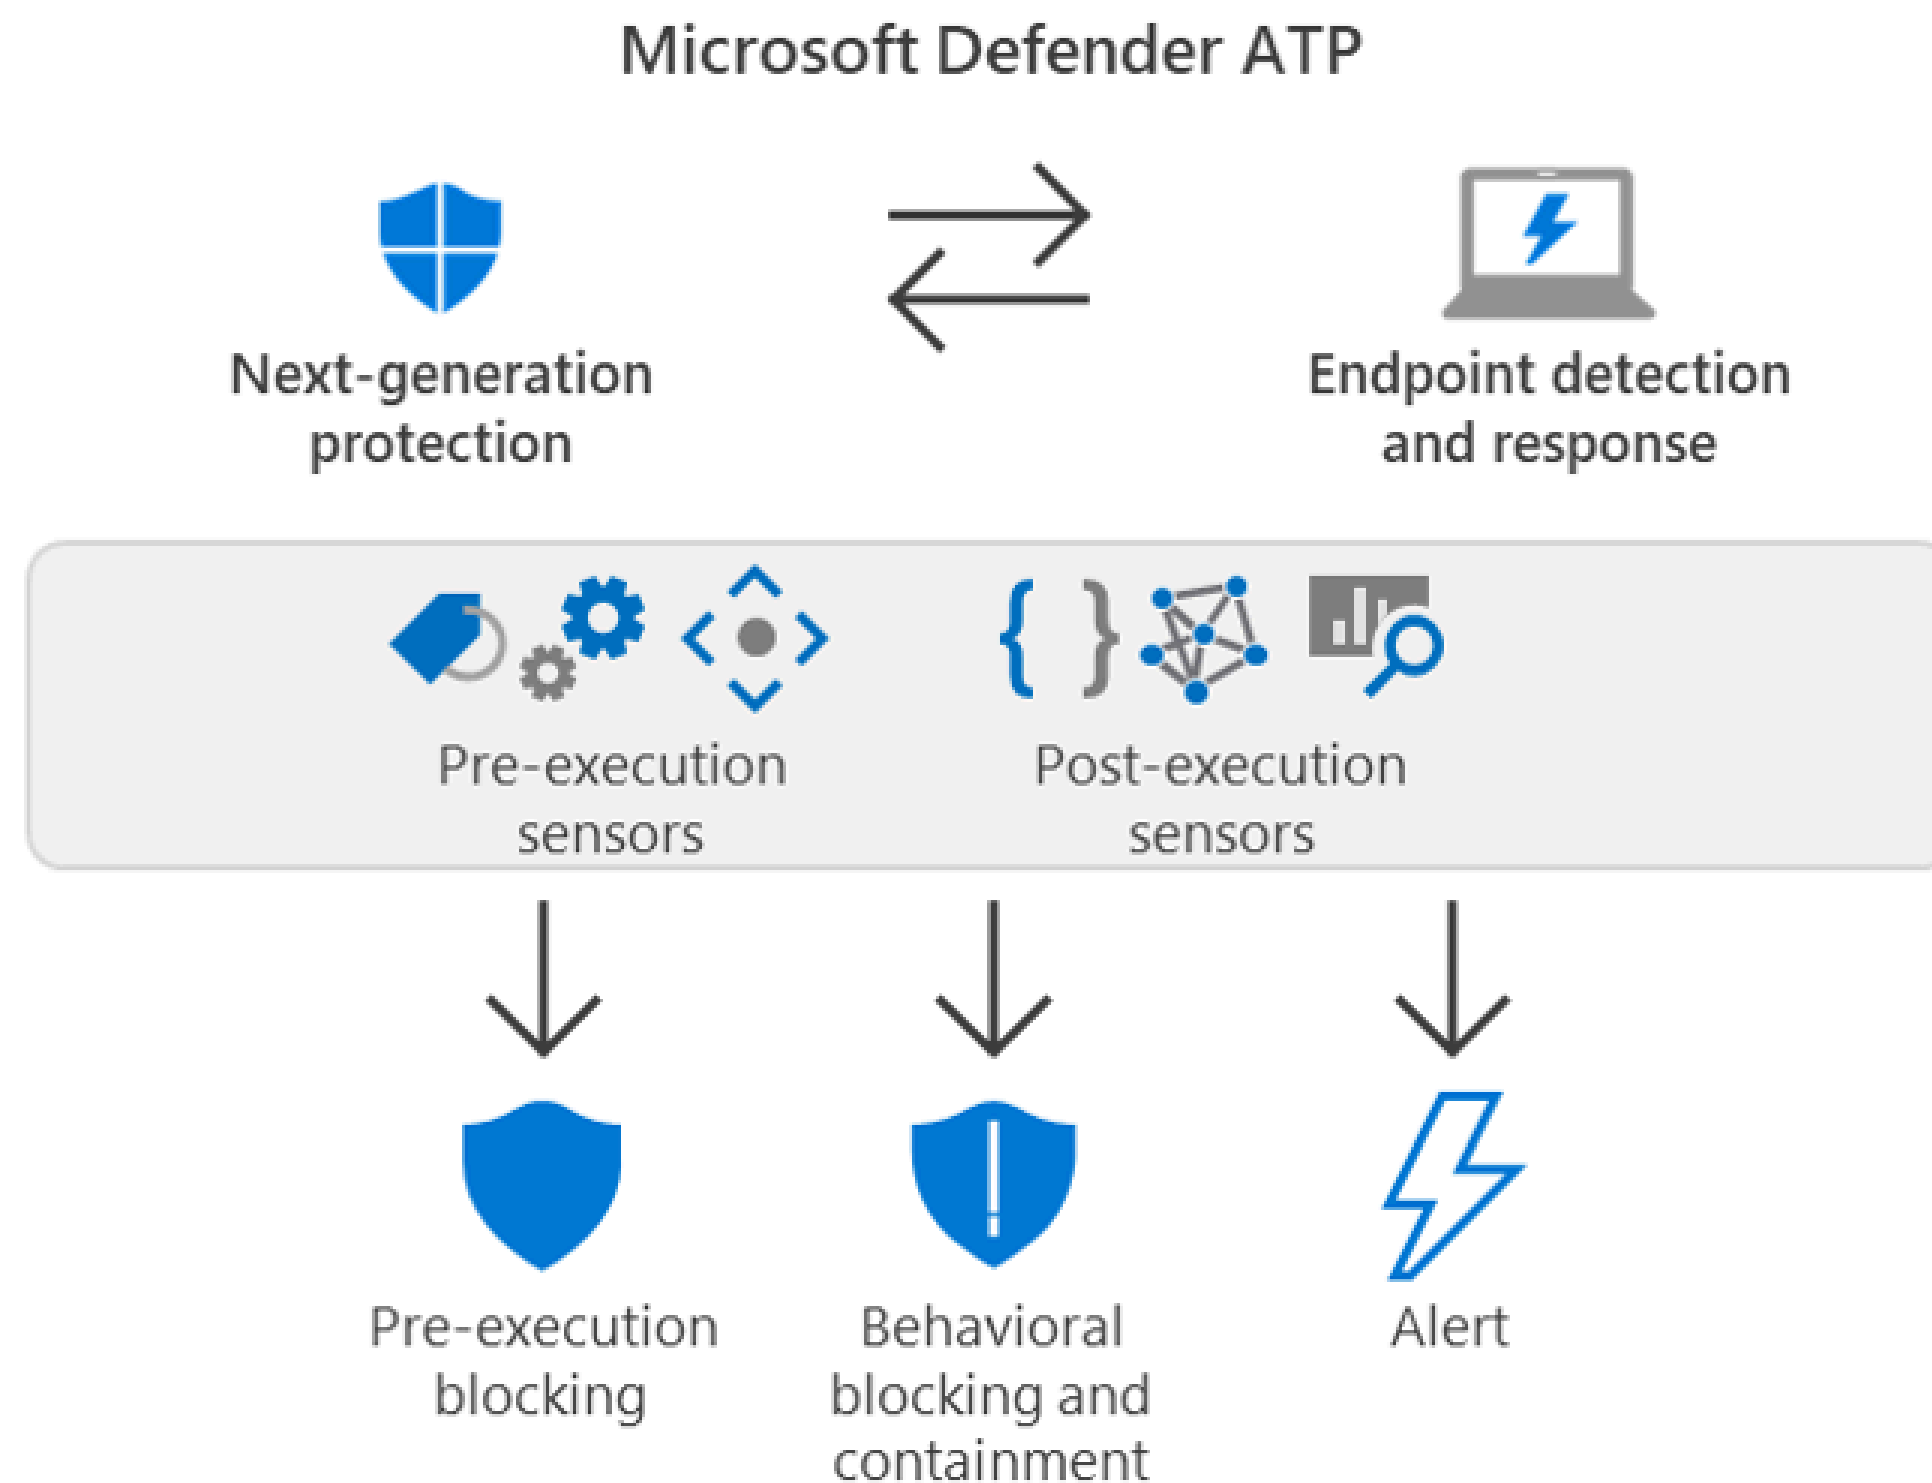 Microsoft Defender ATP
Next-generation
protection
Endpoint detection
and response
Pre-execution
sensors
Post-execution
sensors
Pre-execution
blocking
Behavioral
blocking and
containment
Alert